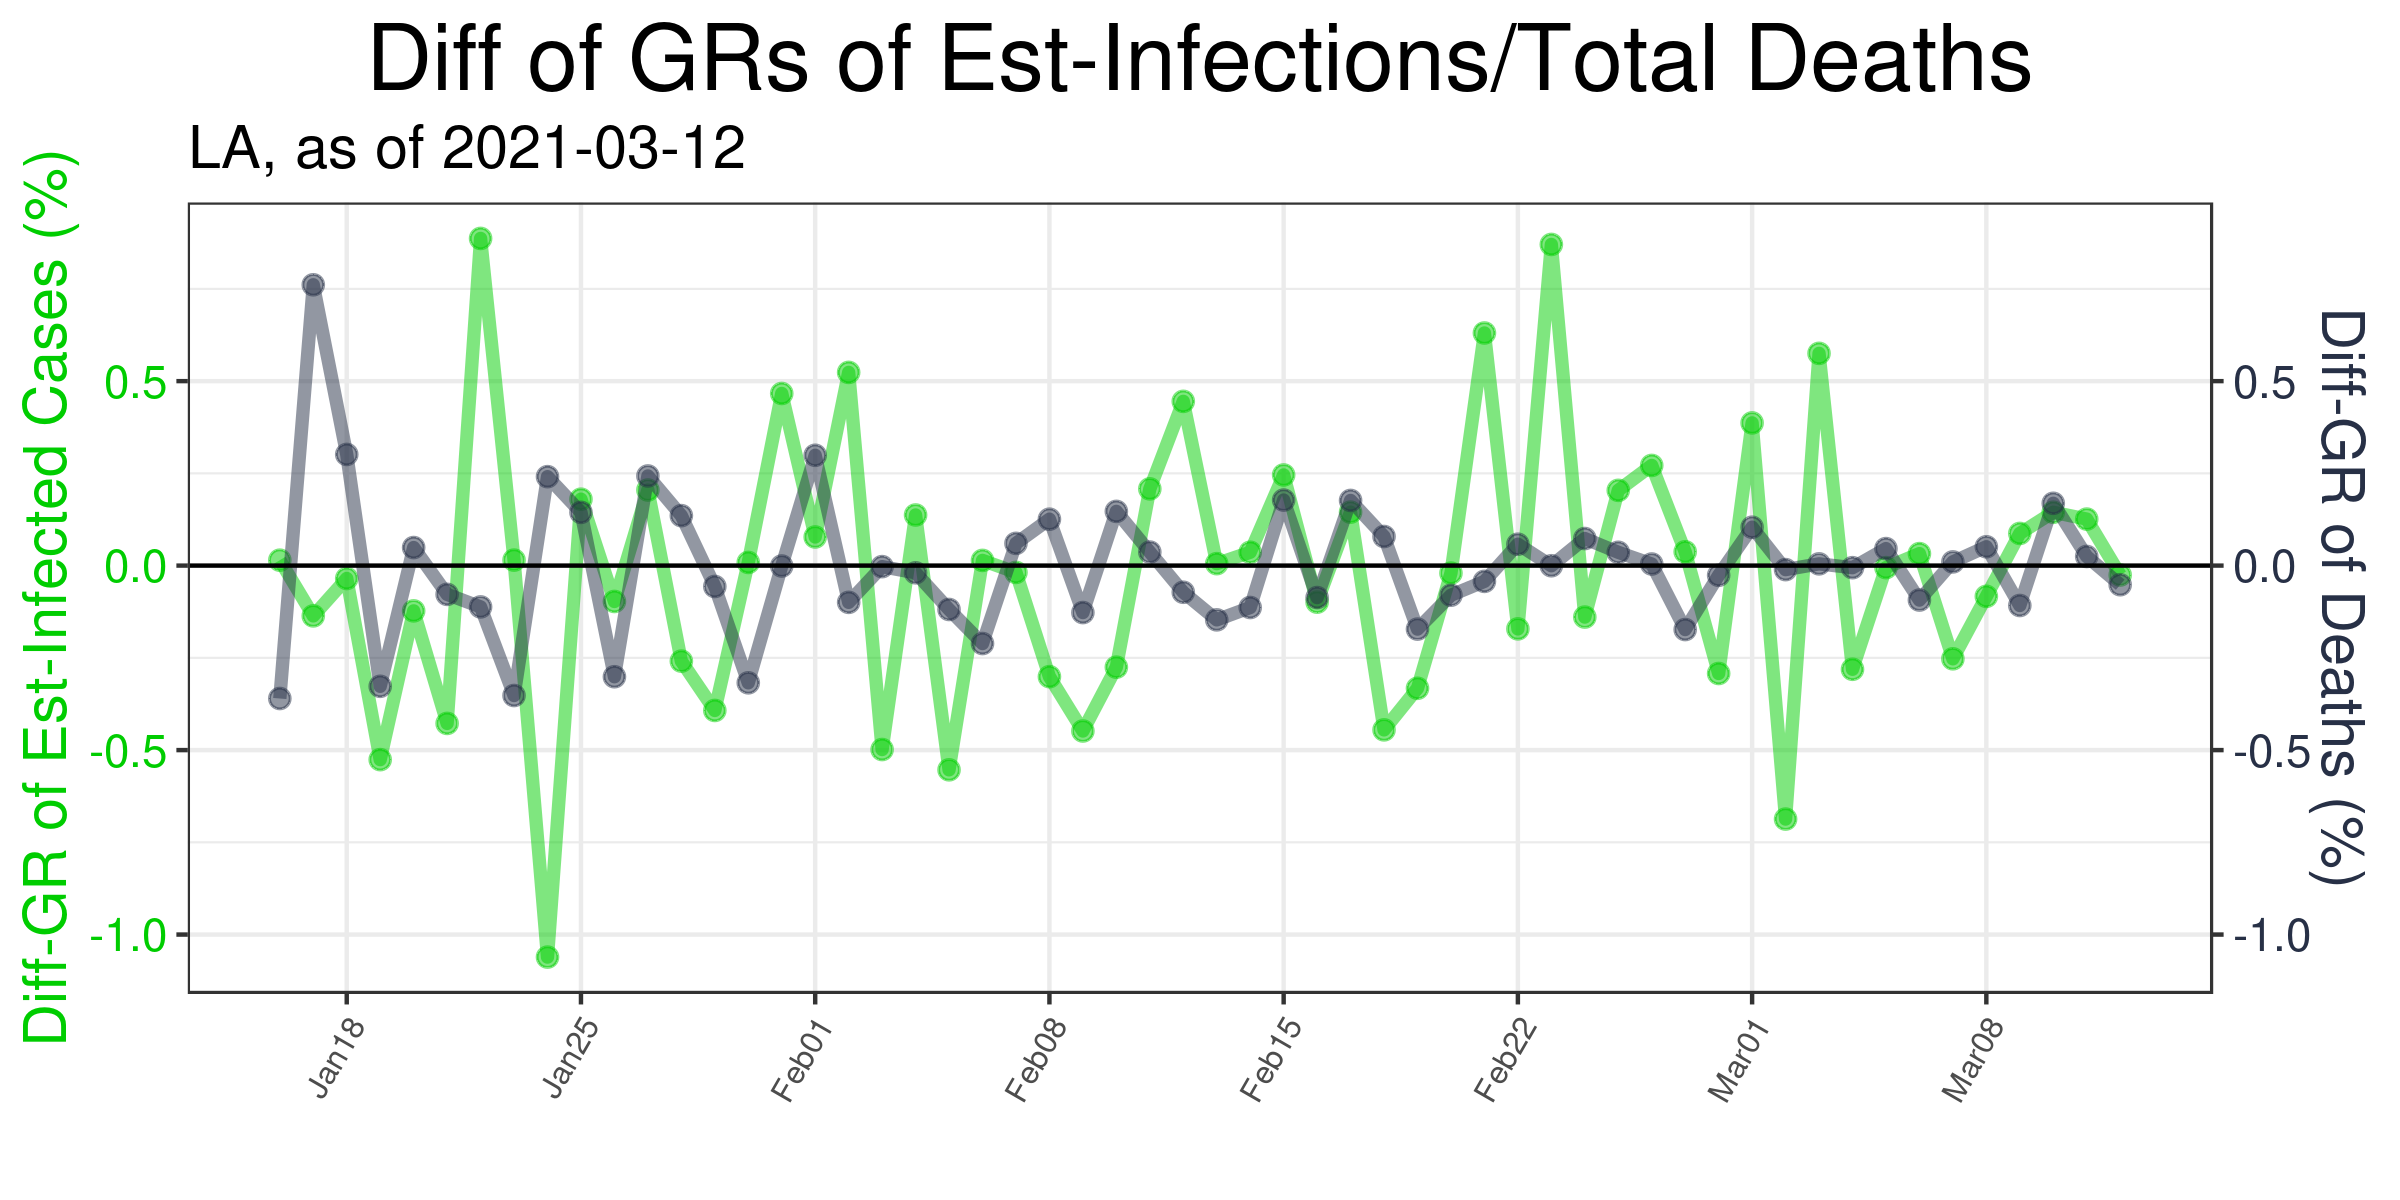 Diff of GRs of Est-Infections/Total Deaths
LA, as of 2021-03-12
Diff-GR of Est-Infected Cases (%)
0.5
0.0
-0.5
-1.0
0.5
0.0
-0.5
-1.0
Diff-GR of Deaths (%)
Jan18
Jan25
Feb01
Feb08
Feb15
Feb22
Mar01
Mar08